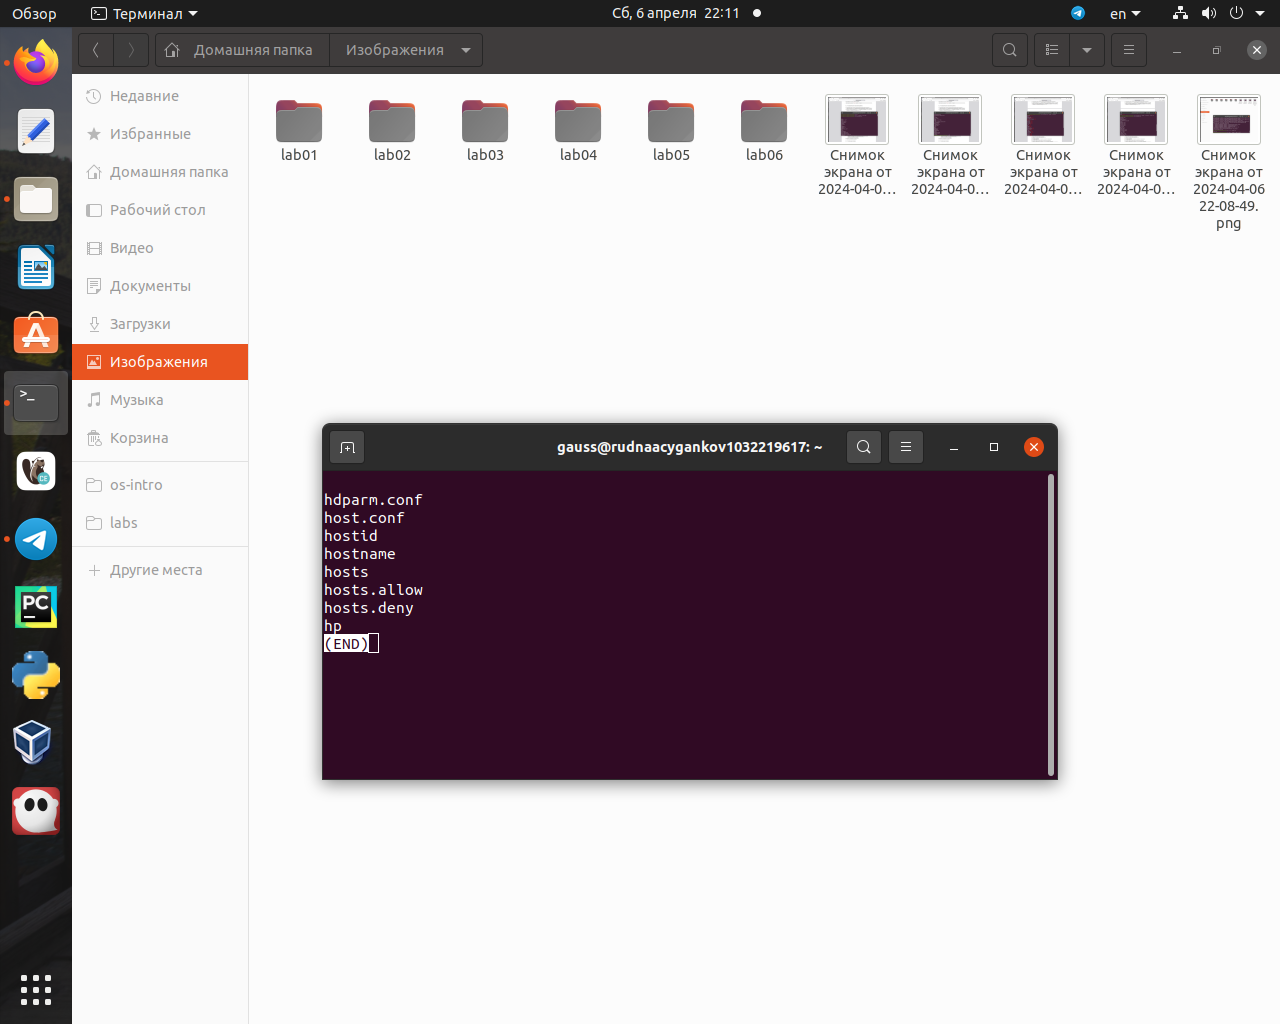 Обзор
Терминал
Сб, 6 апреля 22:11
en
Домашняя папка
Изображения
Недавние
Избранные
Домашняя папка
Рабочий стол
Видео
Документы
Загрузки
Изображения
Музыка
Корзина
os-intro
labs
Другие места
lab01
lab02
lab03
lab04
lab05
lab06
Снимок
экрана от
2024-04-0…
Снимок
экрана от
2024-04-0…
Снимок
экрана от
2024-04-0…
Снимок
экрана от
2024-04-0…
Снимок
экрана от
2024-04-06
22-08-49.
png
gauss@rudnaacygankov1032219617: ~
hdparm.conf
host.conf
hostid
hostname
hosts
hosts.allow
hosts.deny
hp
(END)
>_
CE
PC